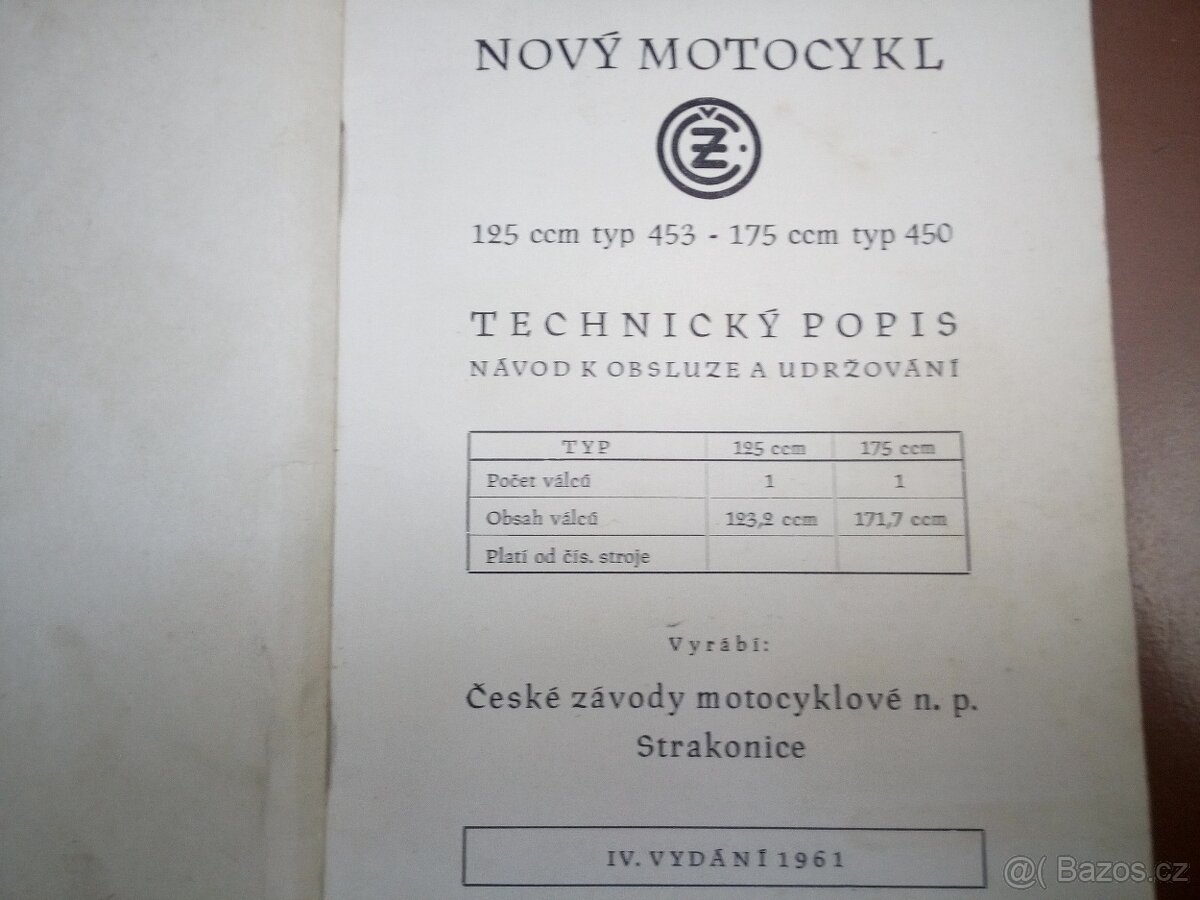 NOVÝ MOTOCYKL
ČZ
125 ccm typ 453 - 175 ccm typ 450
TECHNICKÝ POPIS
NÁVOD K OBSLUZE A UDRŽOVÁNÍ
TYP 125 ccm 175 ccm
Počet válců 1 1
Obsah válců 123,2 ccm 171,7 ccm
Platí od čís. stroje
Vyrábí:
České závody motocyklové n. p.
Strakonice
IV. VYDÁNÍ 1961
@( Bazos.cz